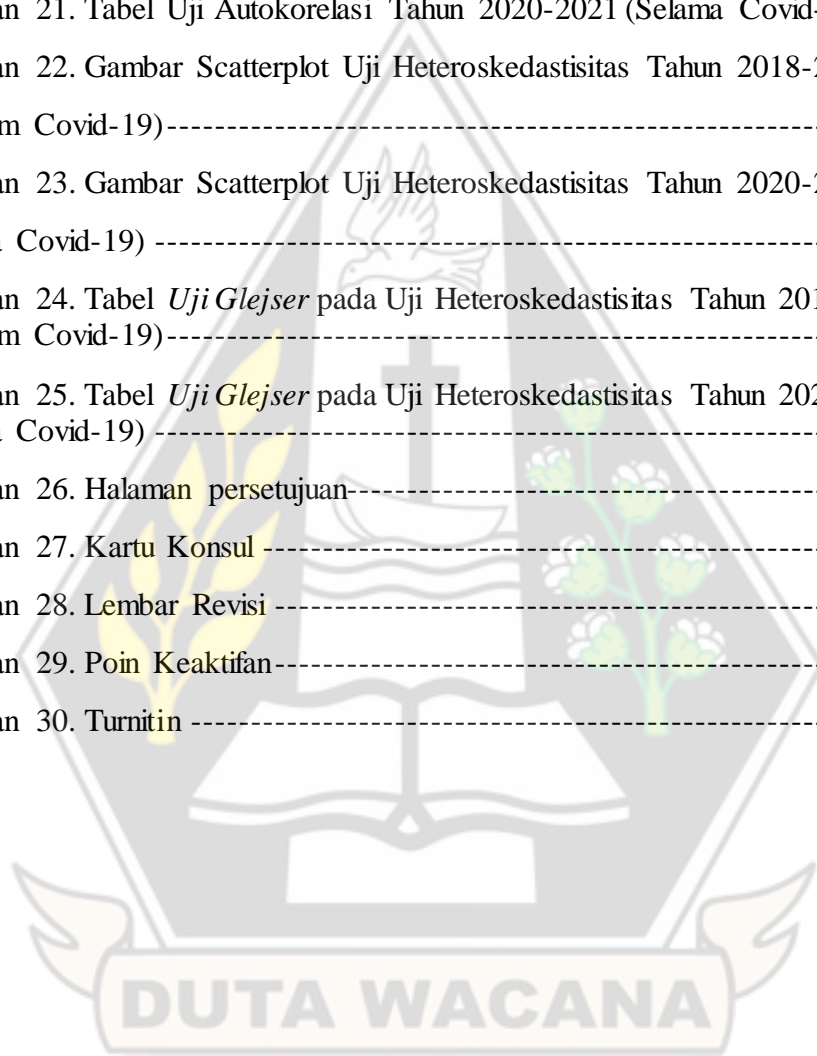 an 21. Tabel Uji Autokorelasi Tahun 2020-2021 (Selama Covid-
an 22. Gambar Scatterplot Uji Heteroskedastisitas Tahun 2018-2
m Covid-19)--------------------------------------------------------
an 23. Gambar Scatterplot Uji Heteroskedastisitas Tahun 2020-2
a Covid-19) --------------------------------------------------------
an 24. Tabel Uji Glejser pada Uji Heteroskedastisitas Tahun 201
m Covid-19)--------------------------------------------------------
an 25. Tabel Uji Glejser pada Uji Heteroskedastisitas Tahun 202
a Covid-19) --------------------------------------------------------
an 26. Halaman persetujuan----------------------------------------
an 27. Kartu Konsul -----------------------------------------------
an 28. Lembar Revisi ----------------------------------------------
an 29. Poin Keaktifan----------------------------------------------
an 30. Turnitin -----------------------------------------------------
DUTA WACANA